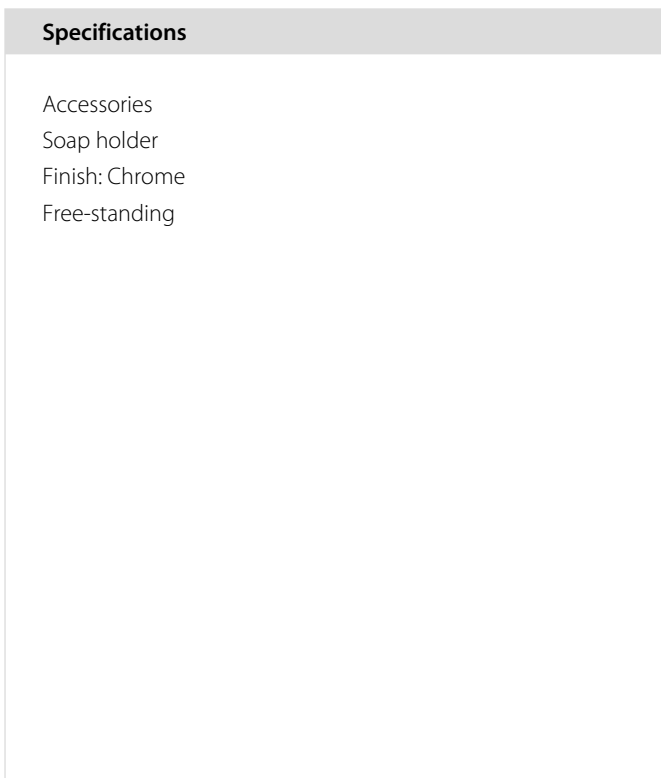 Specifications
Accessories
Soap holder
Finish: Chrome
Free-standing